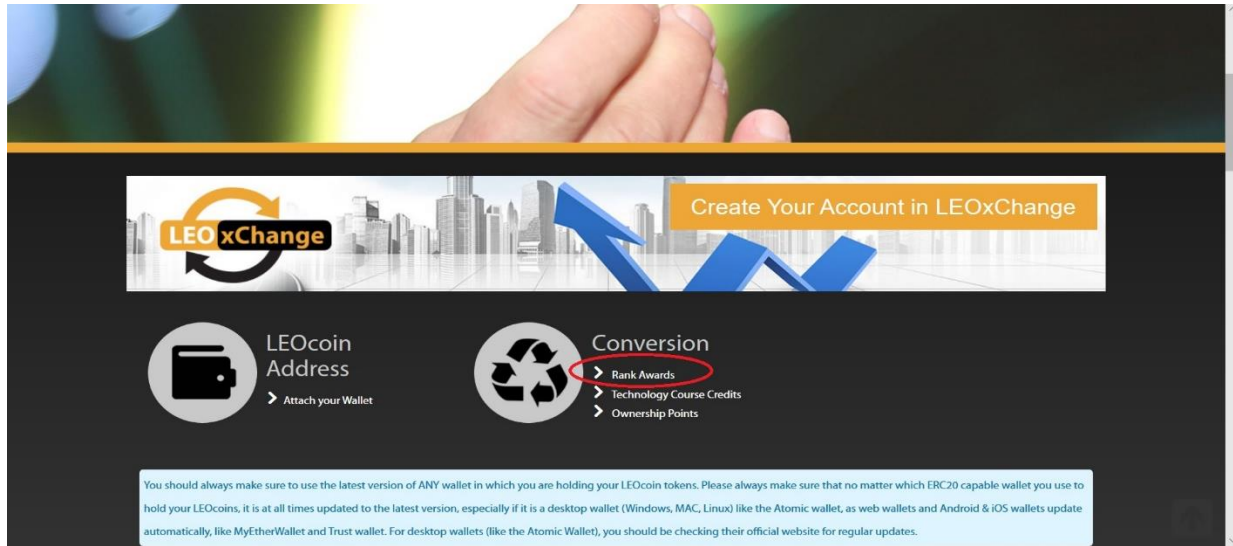 LEO xChange
Create Your Account in LEOxChange
LEOcoin
Address
Attach your Wallet
Conversion
Rank Awards
Technology Course Credits
Ownership Points
You should always make sure to use the latest version of ANY wallet in which you are holding your LEOcoin tokens. Please always make sure that no matter which ERC20 capable wallet you use to
hold your LEOcoins, it is at all times updated to the latest version, especially if it is a desktop wallet (Windows, MAC, Linux) like the Atomic wallet, as web wallets and Android & iOS wallets update
automatically, like MyEtherWallet and Trust wallet. For desktop wallets (like the Atomic Wallet), you should be checking their official website for regular updates.